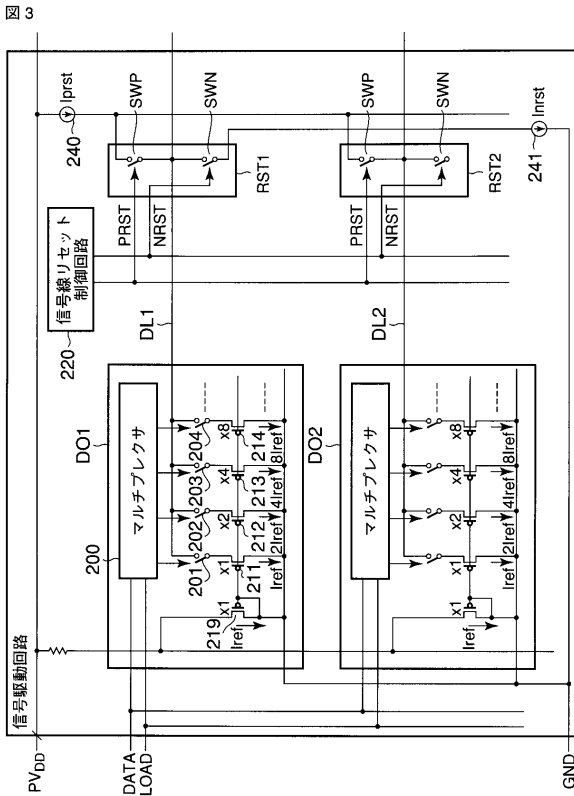 図3
信号駆動回路
PVDD
DATA
LOAD
GND
200
DO1
マルチプレクサ
201
202
203
204
x1
x1
x2
x4
x8
219
211
212
213
214
Iref
Iref
2Iref
4Iref
8Iref
DO2
マルチプレクサ
x1
x1
x2
x4
x8
Iref
Iref
2Iref
4Iref
8Iref
220
信号線リセット
制御回路
DL1
DL2
PRST
NRST
RST1
SWP
SWN
PRST
NRST
RST2
SWP
SWN
240
Iprst
241
Inrst